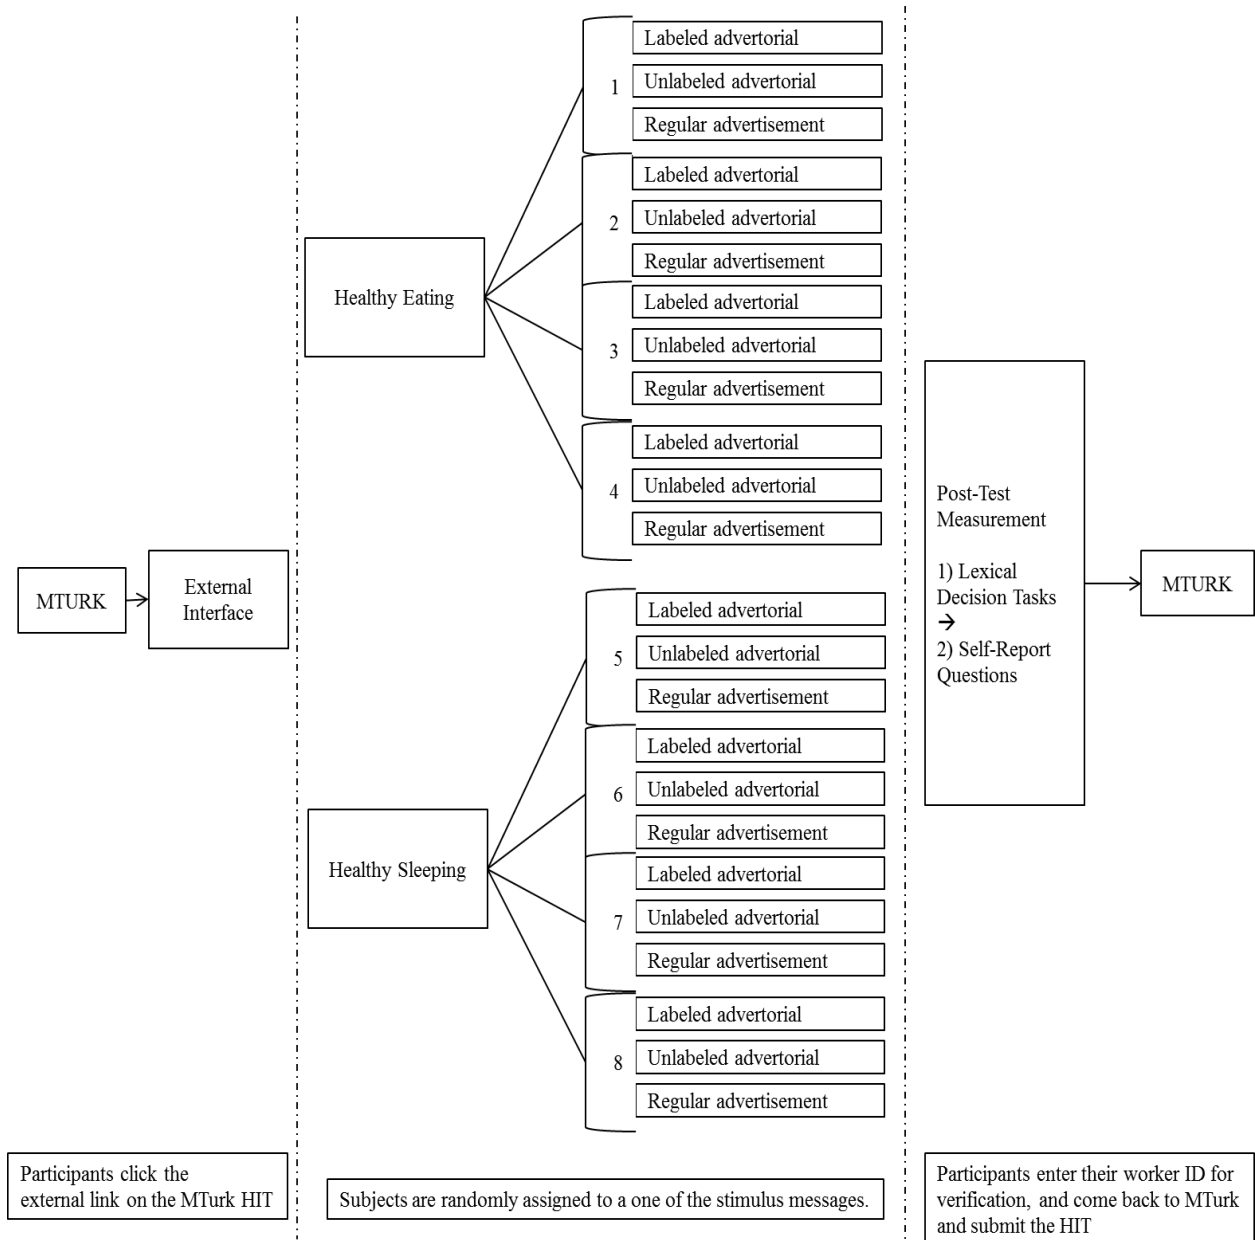 MTURK
External
Interface
Healthy Eating
1
Labeled advertorial
Unlabeled advertorial
Regular advertisement
2
Labeled advertorial
Unlabeled advertorial
Regular advertisement
3
Labeled advertorial
Unlabeled advertorial
Regular advertisement
4
Labeled advertorial
Unlabeled advertorial
Regular advertisement
Healthy Sleeping
5
Labeled advertorial
Unlabeled advertorial
Regular advertisement
6
Labeled advertorial
Unlabeled advertorial
Regular advertisement
7
Labeled advertorial
Unlabeled advertorial
Regular advertisement
8
Labeled advertorial
Unlabeled advertorial
Regular advertisement
Post-Test
Measurement
1) Lexical
Decision Tasks
→
2) Self-Report
Questions
MTURK
Participants click the
external link on the MTurk HIT
Subjects are randomly assigned to a one of the stimulus messages.
Participants enter their worker ID for
verification, and come back to MTurk
and submit the HIT